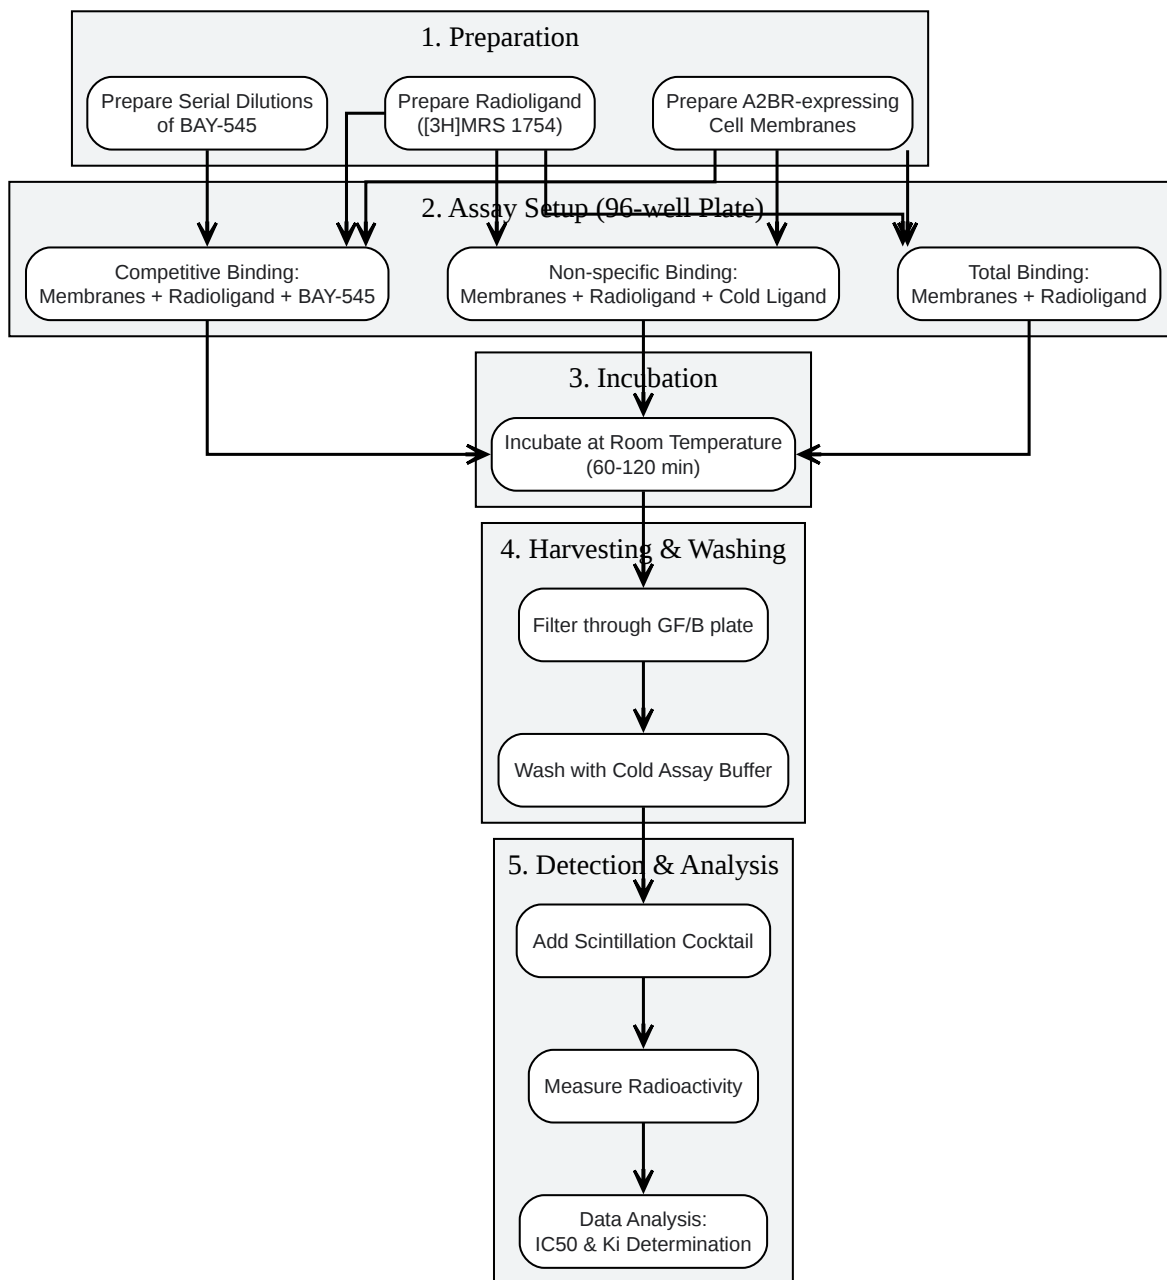 1. Preparation
Prepare Serial Dilutions
of BAY-545
Prepare Radioligand
([3H]MRS 1754)
Prepare A2BR-expressing
Cell Membranes
2. Assay Setup (96-well Plate)
Competitive Binding:
Membranes + Radioligand + BAY-545
Non-specific Binding:
Membranes + Radioligand + Cold Ligand
Total Binding:
Membranes + Radioligand
3. Incubation
Incubate at Room Temperature
(60-120 min)
4. Harvesting & Washing
Filter through GF/B plate
Wash with Cold Assay Buffer
5. Detection & Analysis
Add Scintillation Cocktail
Measure Radioactivity
Data Analysis:
IC50 & Ki Determination